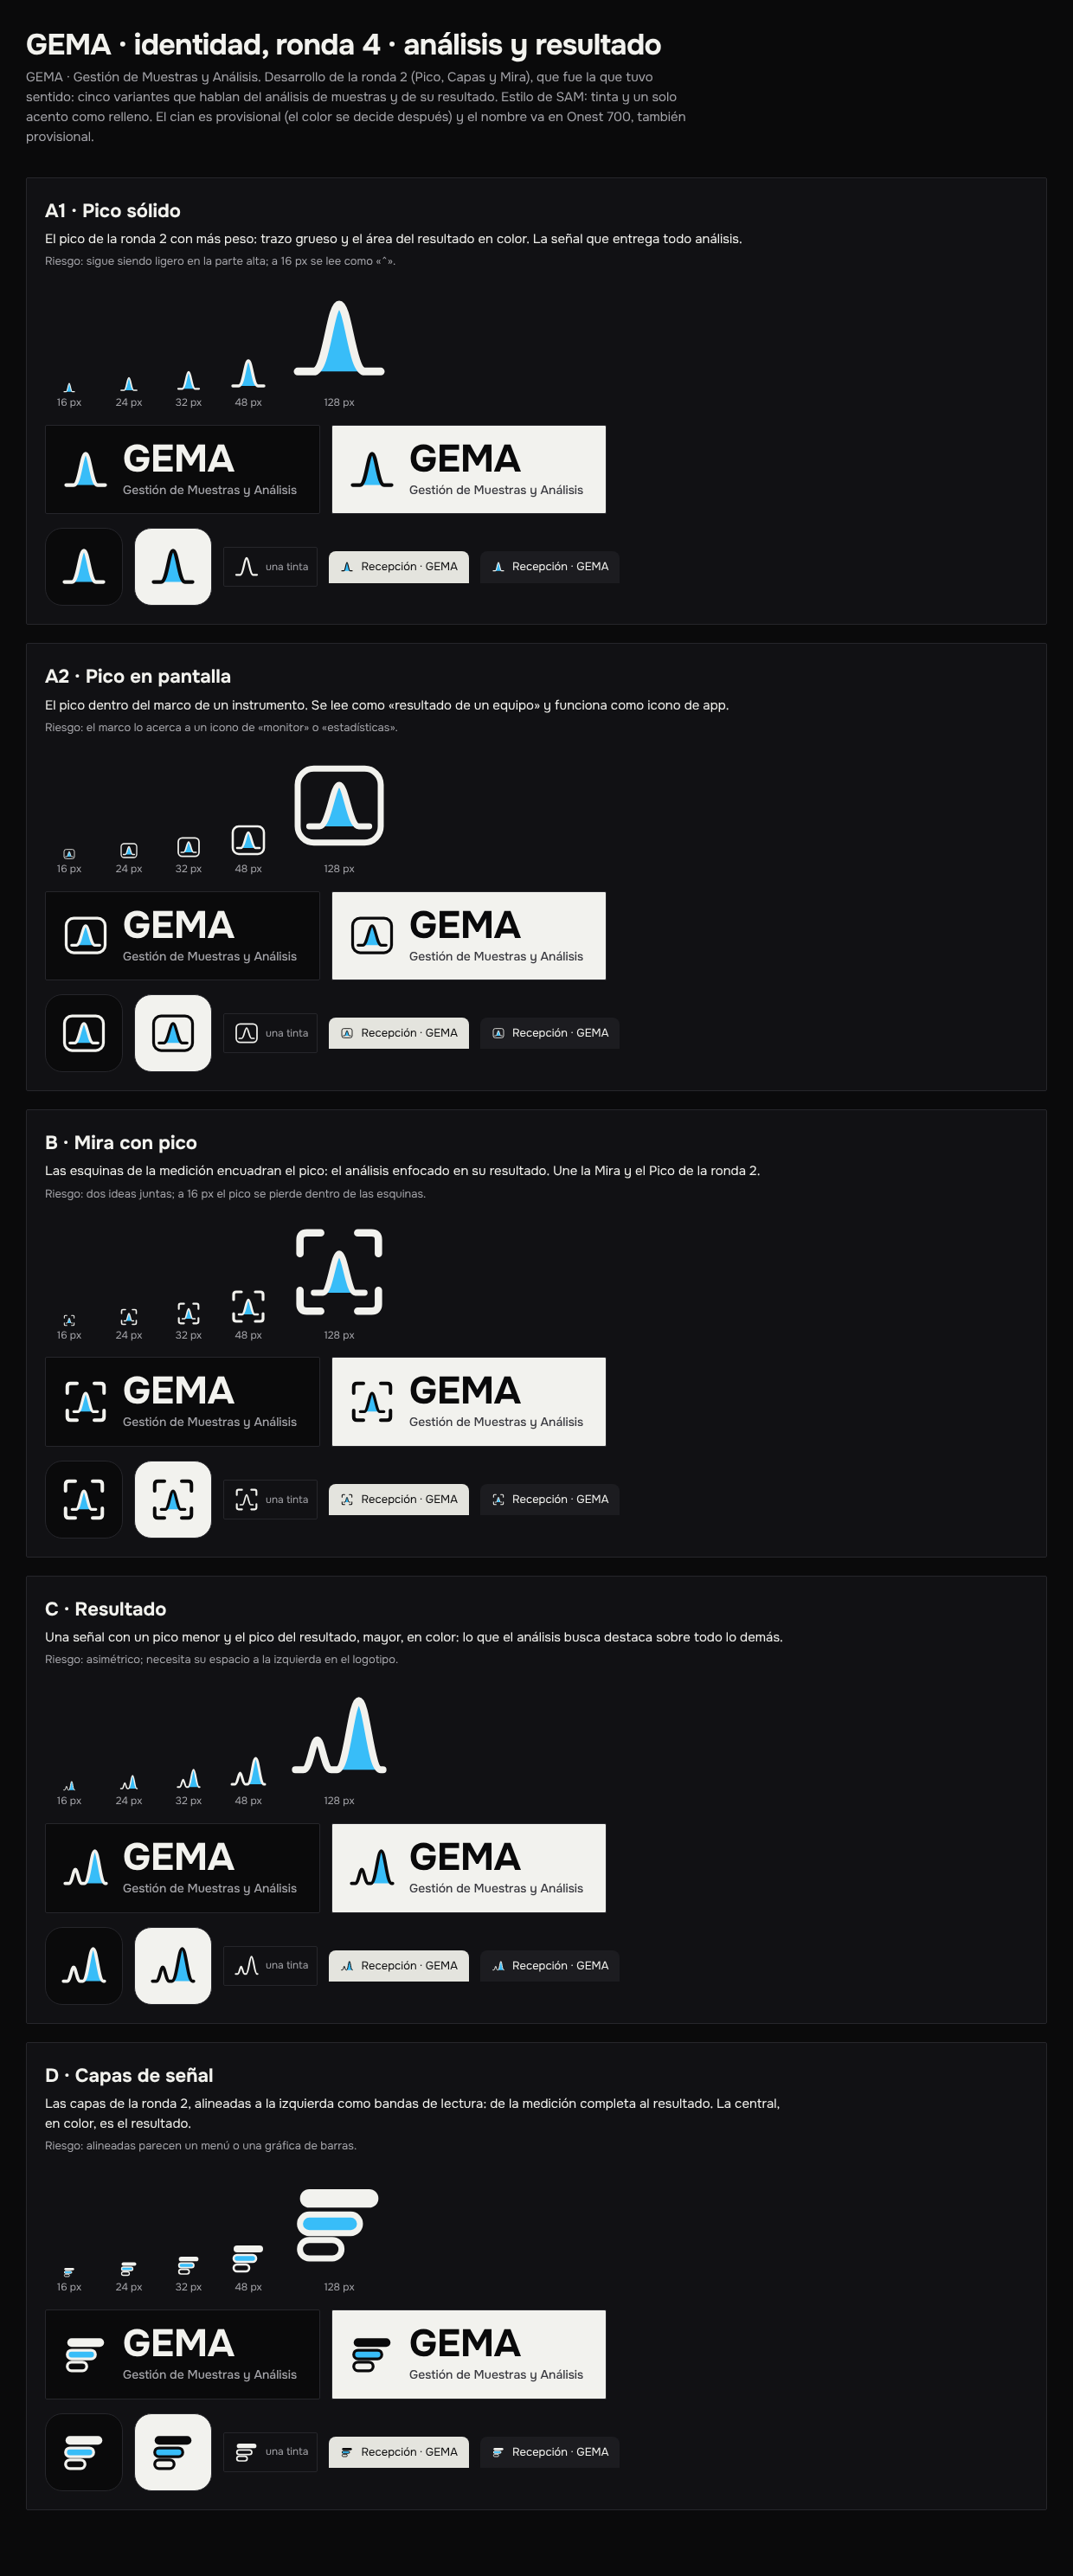 GEMA · identidad, ronda 4 · análisis y resultado
GEMA · Gestión de Muestras y Análisis. Desarrollo de la ronda 2 (Pico, Capas y Mira), que fue la que tuvo
sentido: cinco variantes que hablan del análisis de muestras y de su resultado. Estilo de SAM: tinta y un solo
acento como relleno. El cian es provisional (el color se decide después) y el nombre va en Onest 700, también
provisional.
A1 · Pico sólido
El pico de la ronda 2 con más peso: trazo grueso y el área del resultado en color. La señal que entrega todo análisis.
Riesgo: sigue siendo ligero en la parte alta; a 16 px se lee como «^».
16 px 24 px 32 px 48 px 128 px
GEMA GEMA
Gestión de Muestras y Análisis Gestión de Muestras y Análisis
una tinta Recepción · GEMA Recepción · GEMA
A2 · Pico en pantalla
El pico dentro del marco de un instrumento. Se lee como «resultado de un equipo» y funciona como icono de app.
Riesgo: el marco lo acerca a un icono de «monitor» o «estadísticas».
16 px 24 px 32 px 48 px 128 px
GEMA GEMA
Gestión de Muestras y Análisis Gestión de Muestras y Análisis
una tinta Recepción · GEMA Recepción · GEMA
B · Mira con pico
Las esquinas de la medición encuadran el pico: el análisis enfocado en su resultado. Une la Mira y el Pico de la ronda 2.
Riesgo: dos ideas juntas; a 16 px el pico se pierde dentro de las esquinas.
16 px 24 px 32 px 48 px 128 px
GEMA GEMA
Gestión de Muestras y Análisis Gestión de Muestras y Análisis
una tinta Recepción · GEMA Recepción · GEMA
C · Resultado
Una señal con un pico menor y el pico del resultado, mayor, en color: lo que el análisis busca destaca sobre todo lo demás.
Riesgo: asimétrico; necesita su espacio a la izquierda en el logotipo.
16 px 24 px 32 px 48 px 128 px
GEMA GEMA
Gestión de Muestras y Análisis Gestión de Muestras y Análisis
una tinta Recepción · GEMA Recepción · GEMA
D · Capas de señal
Las capas de la ronda 2, alineadas a la izquierda como bandas de lectura; de la medición completa al resultado. La central,
en color, es el resultado.
Riesgo: alineadas parecen un menú o una gráfica de barras.
16 px 24 px 32 px 48 px 128 px
GEMA GEMA
Gestión de Muestras y Análisis Gestión de Muestras y Análisis
una tinta Recepción · GEMA Recepción · GEMA